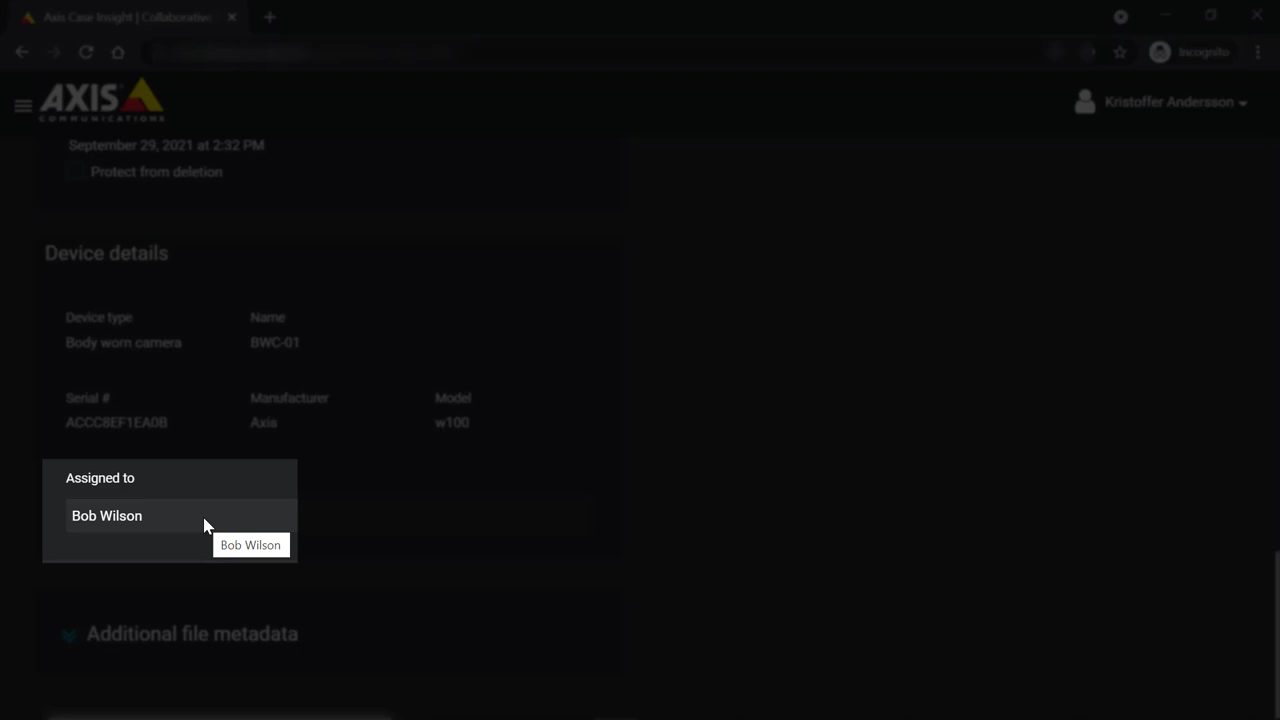 Axis Case Insight | Collaborative
Incognito
AXIS
COMMUNICATIONS
Kristoffer Andersson
September 29, 2021 at 2:32 PM
Protect from deletion
Device details
Device type Name
Body worn camera BWC-01
Serial # Manufacturer Model
ACCC8EF1EA0B Axis w100
Assigned to
Bob Wilson
Bob Wilson
Additional file metadata